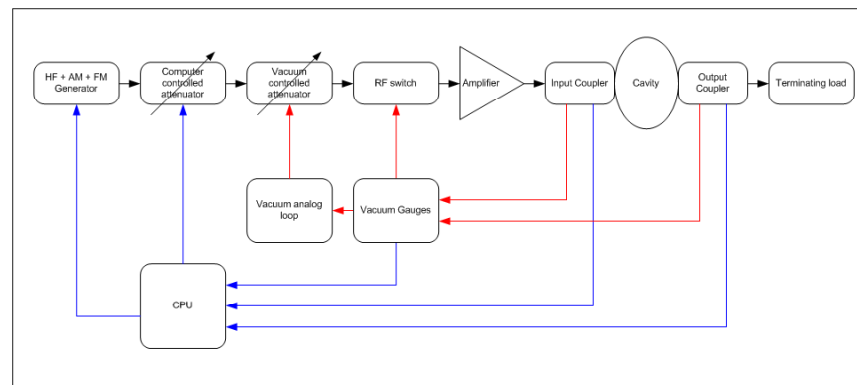 HF + AM + FM
Generator
Computer
controlled
attenuator
Vacuum
controlled
attenuator
RF switch
Amplifier
Input Coupler
Cavity
Output
Coupler
Terminating load
Vacuum analog
loop
Vacuum Gauges
CPU